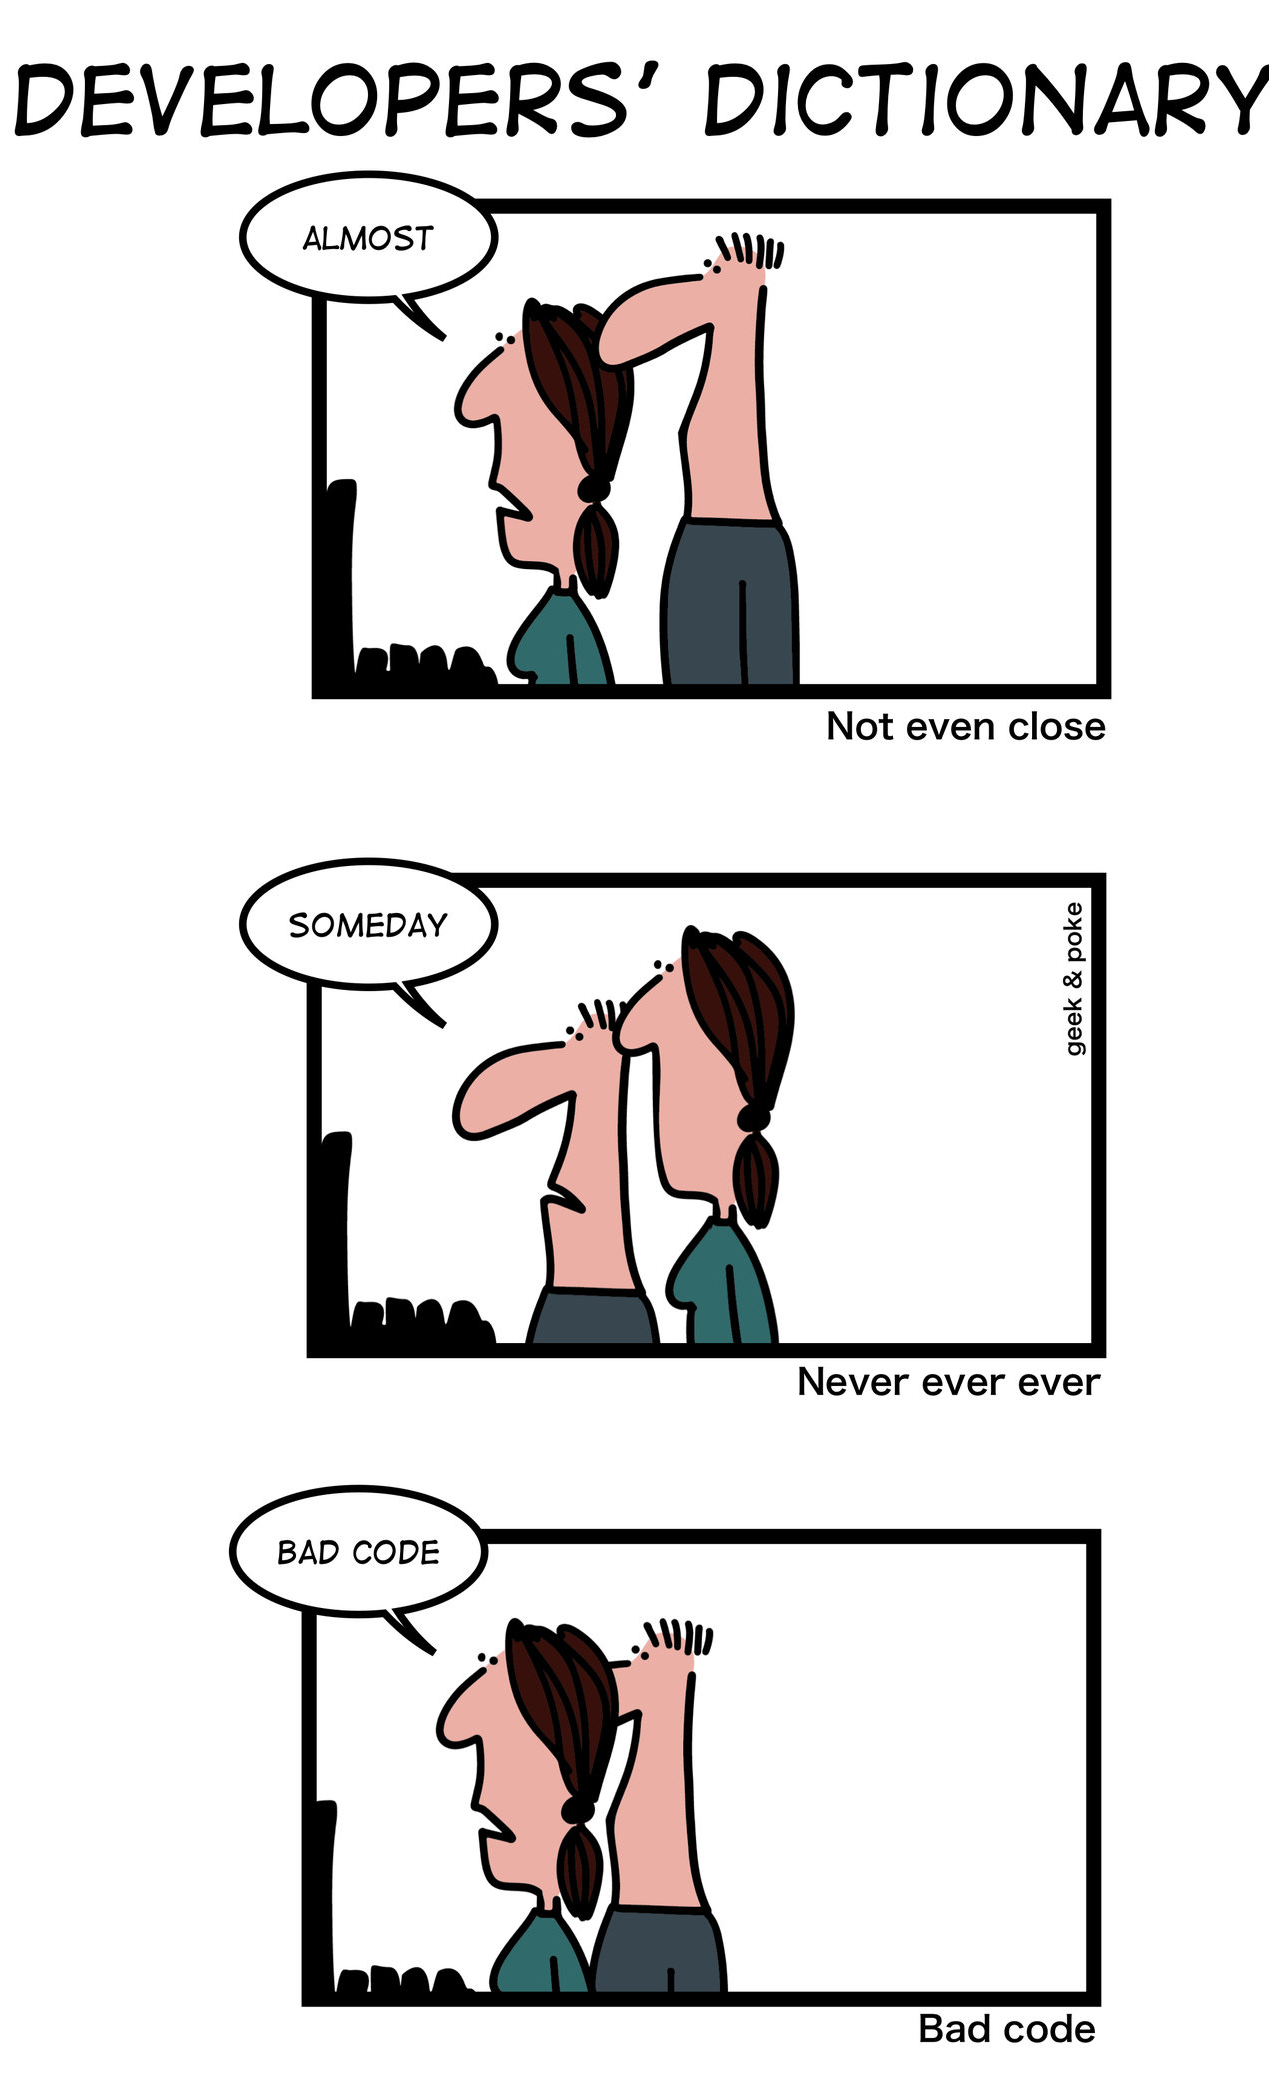 DEVELOPERS' DICTIONARY
ALMOST
Not even close
SOMEDAY
geek & poke
Never ever ever
BAD CODE
Bad code